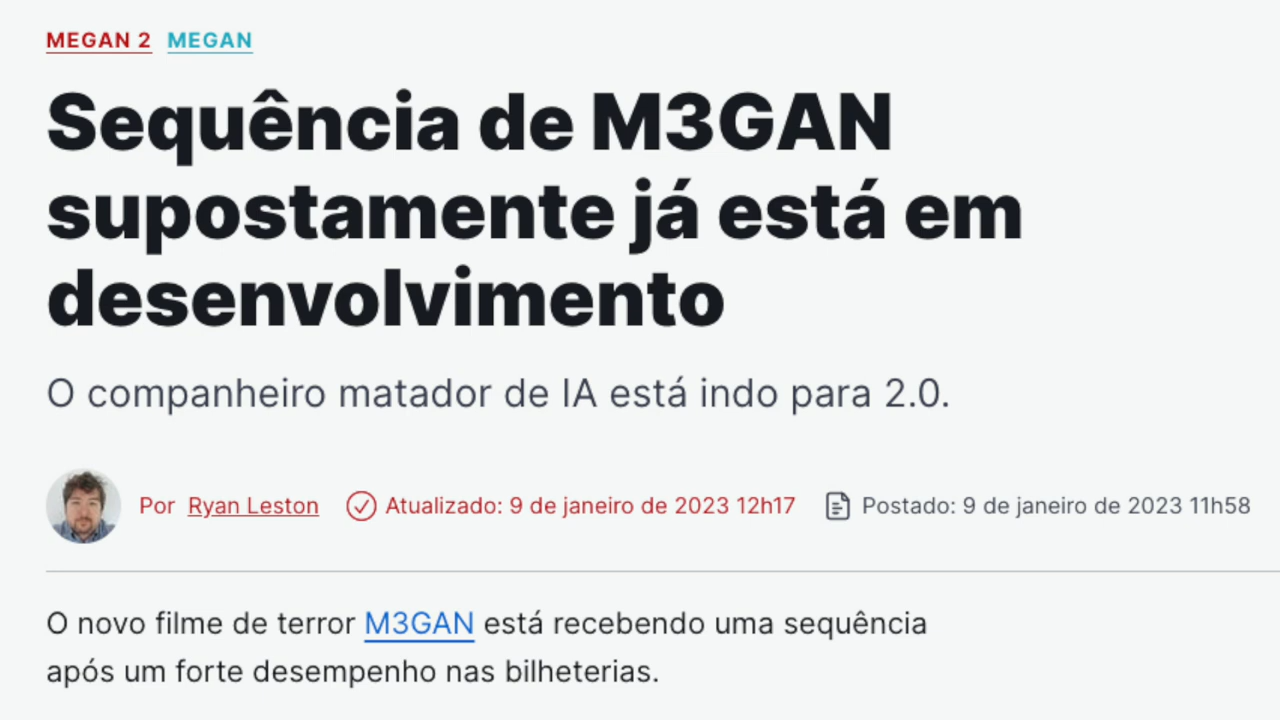 MEGAN 2 MEGAN
Sequência de M3GAN
supostamente já está em
desenvolvimento
O companheiro matador de IA está indo para 2.0.
Por Ryan Leston Atualizado: 9 de janeiro de 2023 12h17 Postado: 9 de janeiro de 2023 11h58
O novo filme de terror M3GAN está recebendo uma sequência
após um forte desempenho nas bilheterias.